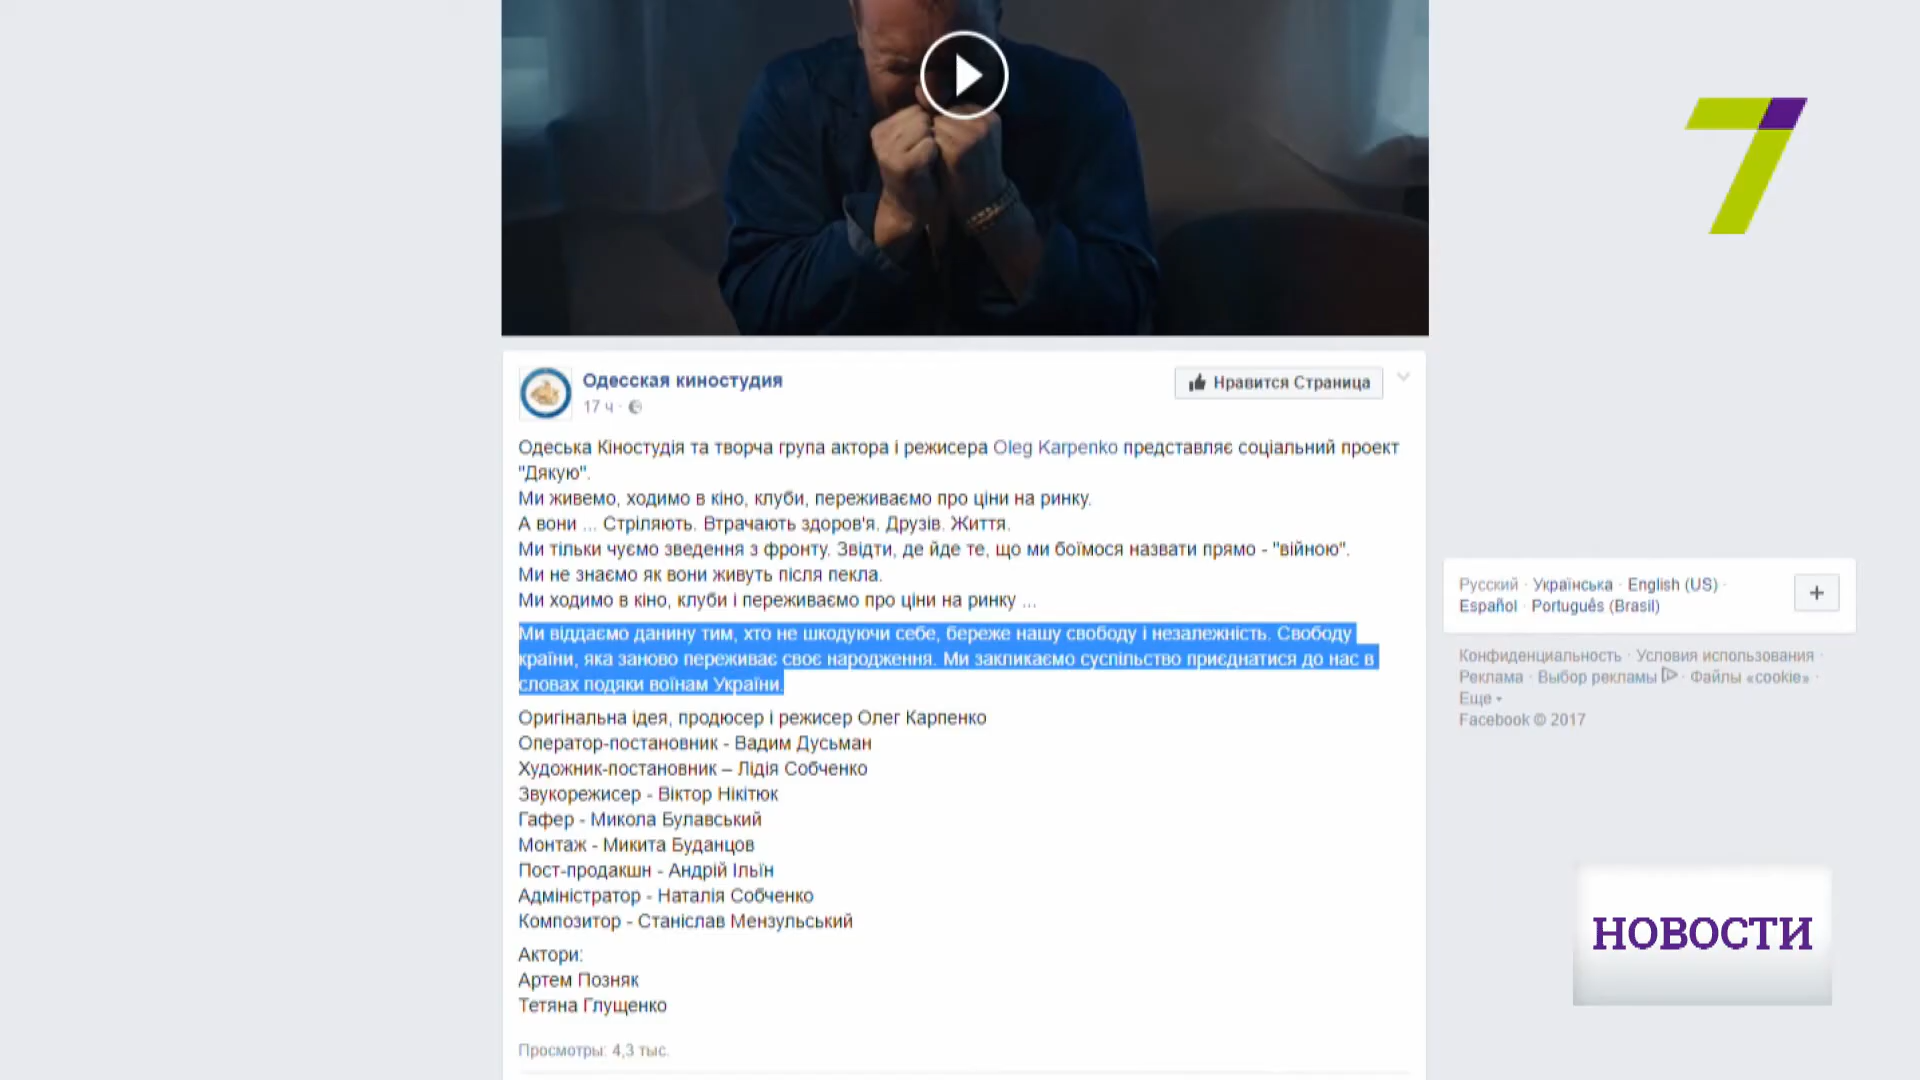 7
Одесская киностудия
17 ч ·
Нравится Страница
Одеська Кіностудія та творча група актора і режисера Oleg Karpenko представляє соціальний проект
"Дякую".
Ми живемо, ходимо в кіно, клуби, переживаємо про ціни на ринку.
А вони ... Стріляють. Втрачають здоров'я. Друзів. Життя.
Ми тільки чуємо зведення з фронту. Звідти, де йде те, що ми боїмося назвати прямо - "війною".
Ми не знаємо як вони живуть після пекла.
Ми ходимо в кіно, клуби і переживаємо про ціни на ринку ...
Ми віддаємо данину тим, хто не шкодуючи себе, береже нашу свободу і незалежність. Свободу
країни, яка заново переживає своє народження. Ми закликаємо суспільство приєднатися до нас в
словах подяки воїнам України.
Оригінальна ідея, продюсер і режисер Олег Карпенко
Оператор-постановник - Вадим Дусьман
Художник-постановник – Лідія Собченко
Звукорежисер - Віктор Нікітюк
Гафер - Микола Булавський
Монтаж - Микита Буданцов
Пост-продакшн - Андрій Ільїн
Адміністратор - Наталія Собченко
Композитор - Станіслав Мензульський
Актори:
Артем Позняк
Тетяна Глущенко
Просмотры: 4,3 тыс.
Русский · Українська · English (US) ·
Español · Português (Brasil)
+
Конфиденциальность · Условия использования ·
Реклама · Выбор рекламы · Файлы «cookie» ·
Еще
Facebook © 2017
НОВОСТИ